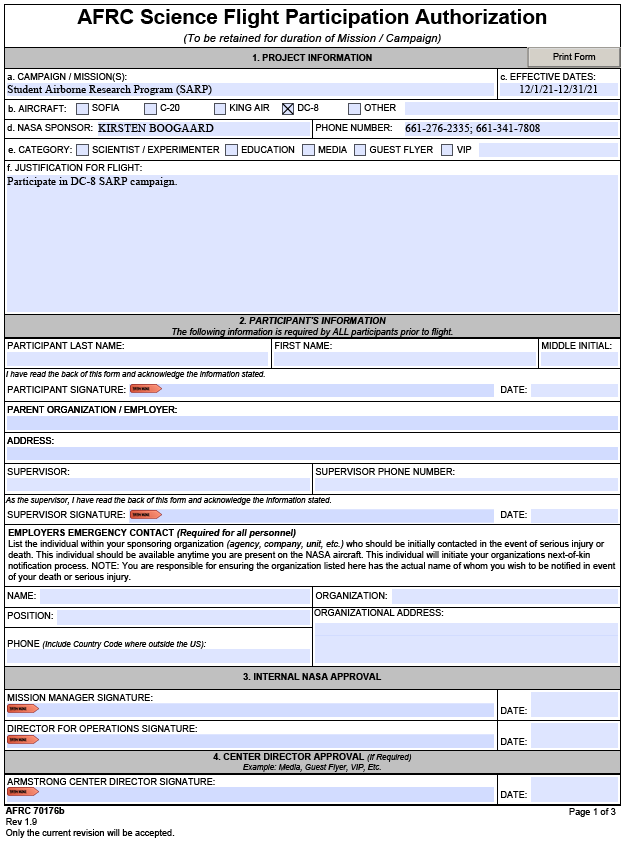 AFRC Science Flight Participation Authorization
(To be retained for duration of Mission / Campaign)
1. PROJECT INFORMATION
Print Form
a. CAMPAIGN / MISSION(S):
Student Airborne Research Program (SARP)
c. EFFECTIVE DATES:
12/1/21-12/31/21
b. AIRCRAFT: SOFIA C-20 KING AIR DC-8 OTHER
d. NASA SPONSOR: KIRSTEN BOOGAARD PHONE NUMBER: 661-276-2335; 661-341-7808
e. CATEGORY: SCIENTIST / EXPERIMENTER EDUCATION MEDIA GUEST FLYER VIP
f. JUSTIFICATION FOR FLIGHT:
Participate in DC-8 SARP campaign.
2. PARTICIPANT'S INFORMATION
The following information is required by ALL participants prior to flight.
PARTICIPANT LAST NAME: FIRST NAME: MIDDLE INITIAL:
I have read the back of this form and acknowledge the information stated.
PARTICIPANT SIGNATURE: DATE:
PARENT ORGANIZATION / EMPLOYER:
ADDRESS:
SUPERVISOR: SUPERVISOR PHONE NUMBER:
As the supervisor, I have read the back of this form and acknowledge the information stated.
SUPERVISOR SIGNATURE: DATE:
EMPLOYERS EMERGENCY CONTACT (Required for all personnel)
List the individual within your sponsoring organization (agency, company, unit, etc.) who should be initially contacted in the event of serious injury or
death. This individual should be available anytime you are present on the NASA aircraft. This individual will initiate your organizations next-of-kin
notification process. NOTE: You are responsible for ensuring the organization listed here has the actual name of whom you wish to be notified in event
of your death or serious injury.
NAME: ORGANIZATION:
POSITION: ORGANIZATIONAL ADDRESS:
PHONE (Include Country Code where outside the US):
3. INTERNAL NASA APPROVAL
MISSION MANAGER SIGNATURE:
DATE:
DIRECTOR FOR OPERATIONS SIGNATURE:
DATE:
4. CENTER DIRECTOR APPROVAL (If Required)
Example: Media, Guest Flyer, VIP, Etc.
ARMSTRONG CENTER DIRECTOR SIGNATURE:
DATE:
AFRC 70176b Page 1 of 3
Rev 1.9
Only the current revision will be accepted.